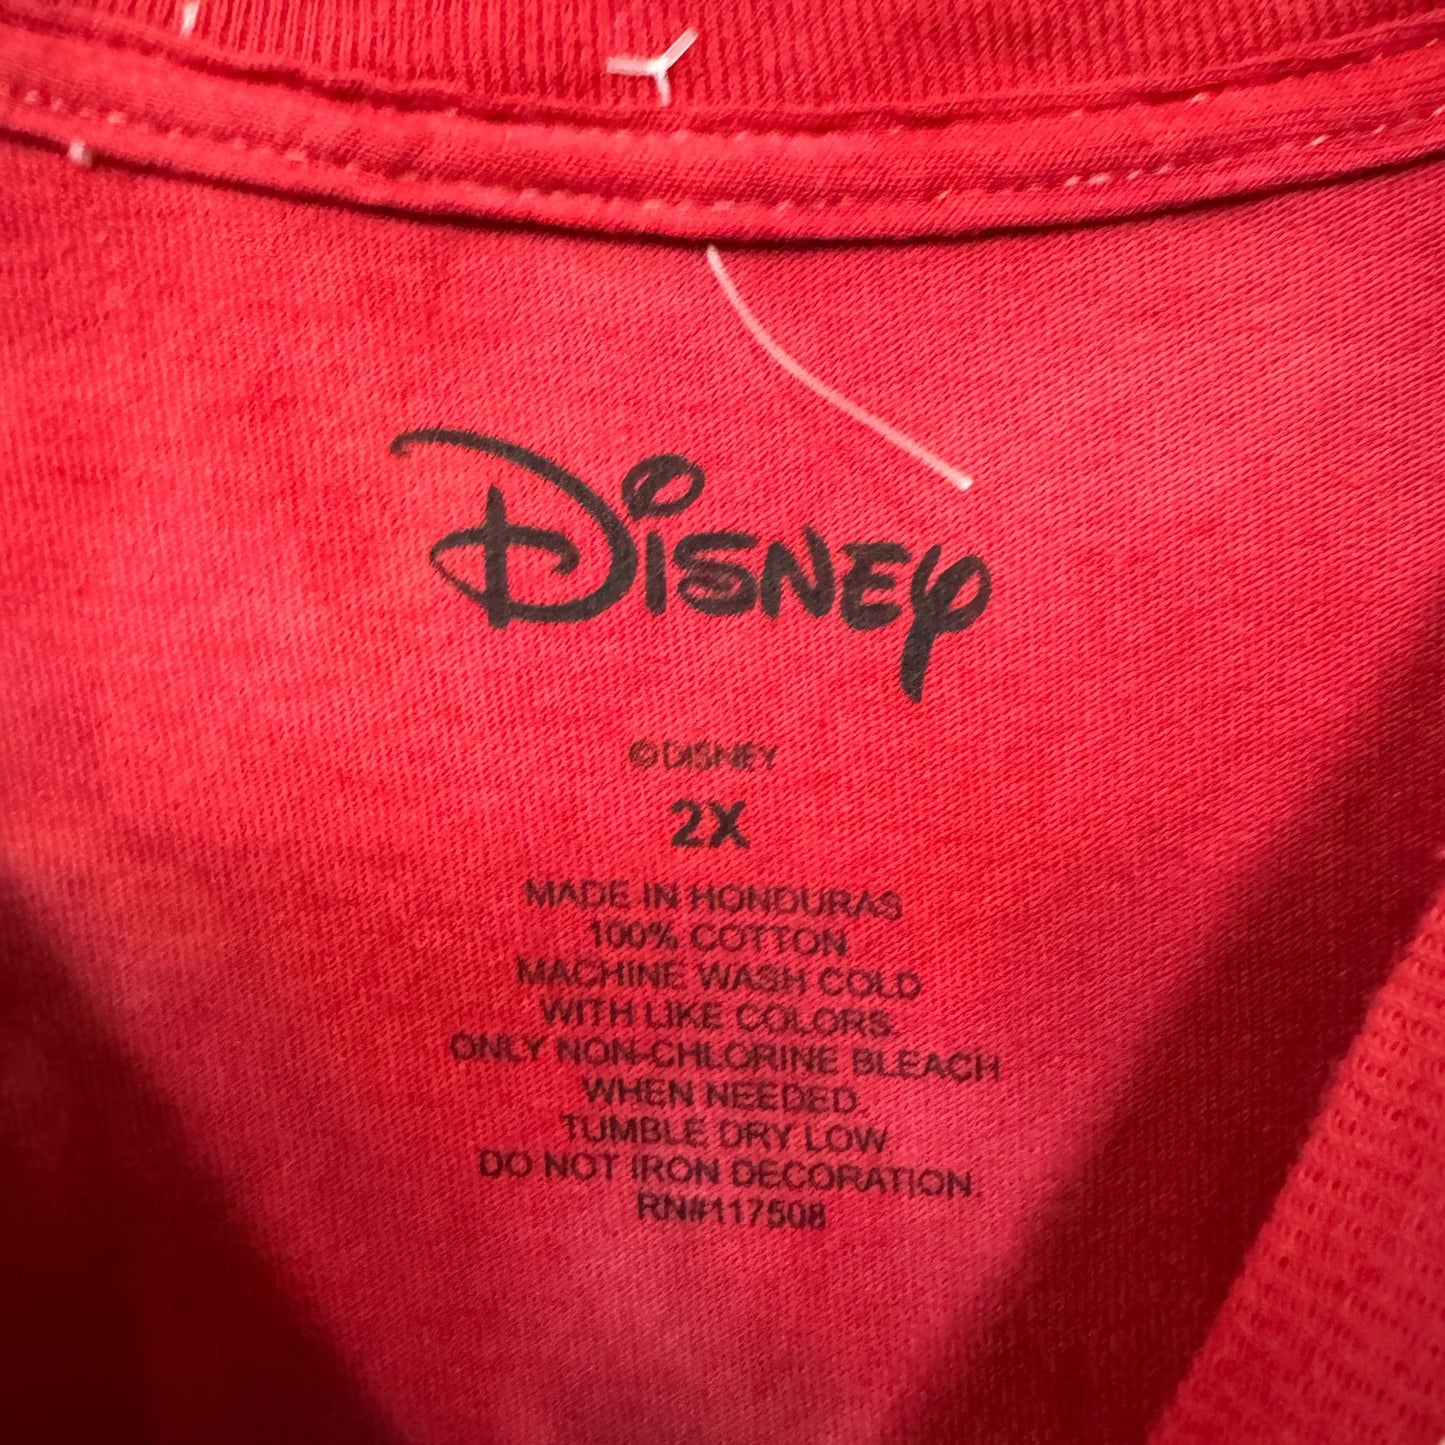 Disney
©DISNEY
2X
MADE IN HONDURAS
100% COTTON
MACHINE WASH COLD
WITH LIKE COLORS.
ONLY NON-CHLORINE BLEACH
WHEN NEEDED.
TUMBLE DRY LOW.
DO NOT IRON DECORATION.
RN#117508